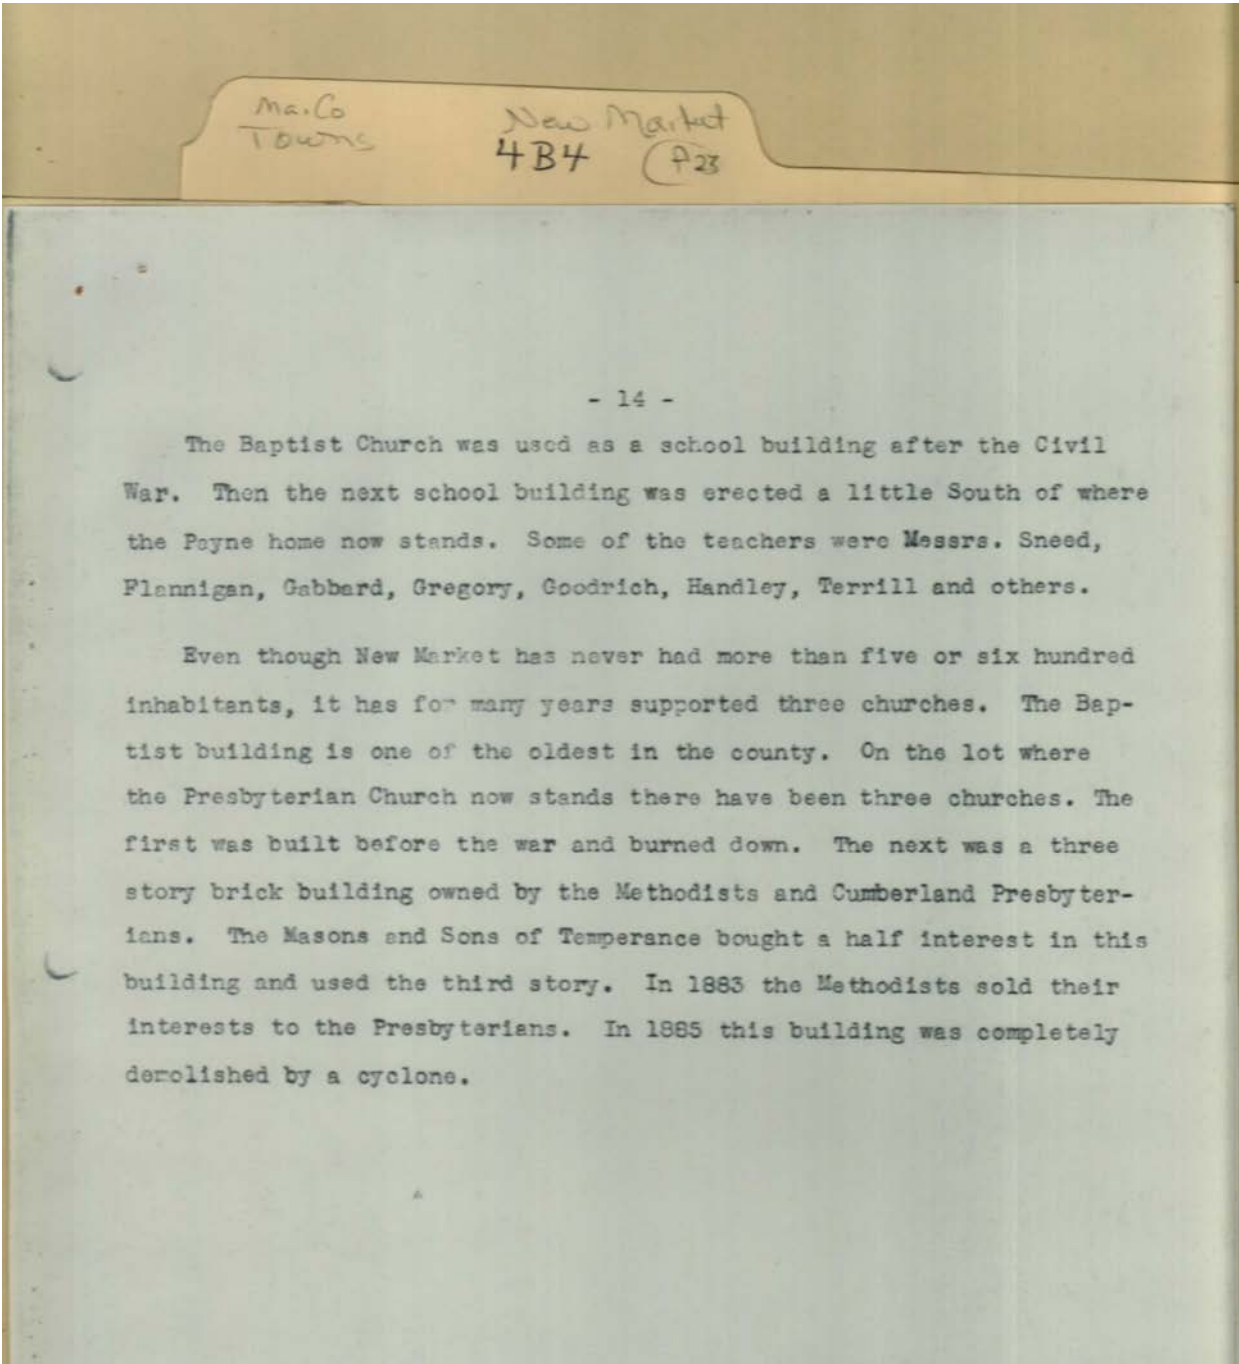 Ma. Co
Towns
New Market
4B4
P23
- 14 -
The Baptist Church was used as a school building after the Civil
War. Then the next school building was erected a little South of where
the Payne home now stands. Some of the teachers were Messrs. Sneed,
Flannigan, Gabbard, Gregory, Goodrich, Handley, Terrill and others.
Even though New Market has never had more than five or six hundred
inhabitants, it has for many years supported three churches. The Bap-
tist building is one of the oldest in the county. On the lot where
the Presbyterian Church now stands there have been three churches. The
first was built before the war and burned down. The next was a three
story brick building owned by the Methodists and Cumberland Presbyter-
ians. The Masons and Sons of Temperance bought a half interest in this
building and used the third story. In 1883 the Methodists sold their
interests to the Presbyterians. In 1885 this building was completely
demolished by a cyclone.